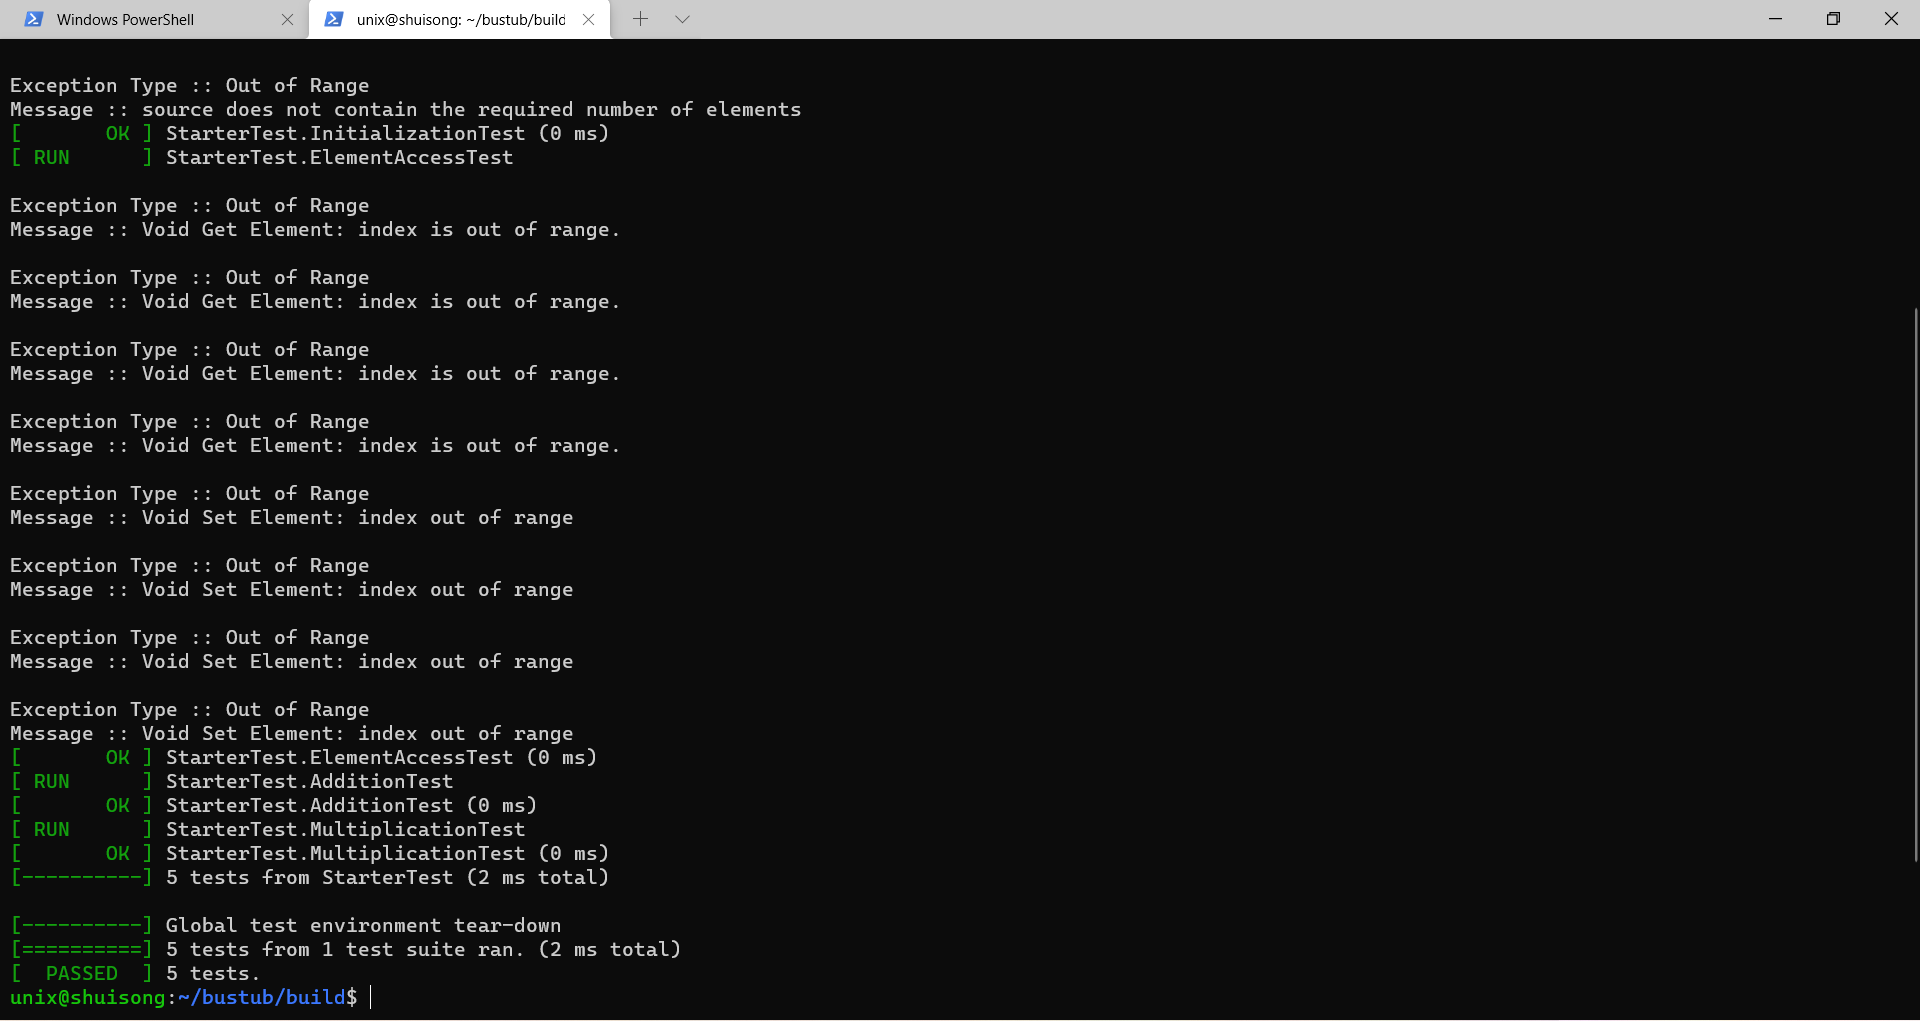 Windows PowerShell
unix@shuisong: ~/bustub/build
Exception Type :: Out of Range
Message :: source does not contain the required number of elements
[       OK ] StarterTest.InitializationTest (0 ms)
[ RUN      ] StarterTest.ElementAccessTest
Exception Type :: Out of Range
Message :: Void Get Element: index is out of range.
Exception Type :: Out of Range
Message :: Void Get Element: index is out of range.
Exception Type :: Out of Range
Message :: Void Get Element: index is out of range.
Exception Type :: Out of Range
Message :: Void Get Element: index is out of range.
Exception Type :: Out of Range
Message :: Void Set Element: index out of range
Exception Type :: Out of Range
Message :: Void Set Element: index out of range
Exception Type :: Out of Range
Message :: Void Set Element: index out of range
Exception Type :: Out of Range
Message :: Void Set Element: index out of range
[       OK ] StarterTest.ElementAccessTest (0 ms)
[ RUN      ] StarterTest.AdditionTest
[       OK ] StarterTest.AdditionTest (0 ms)
[ RUN      ] StarterTest.MultiplicationTest
[       OK ] StarterTest.MultiplicationTest (0 ms)
[----------] 5 tests from StarterTest (2 ms total)
[----------] Global test environment tear-down
[==========] 5 tests from 1 test suite ran. (2 ms total)
[  PASSED  ] 5 tests.
unix@shuisong:~/bustub/build$